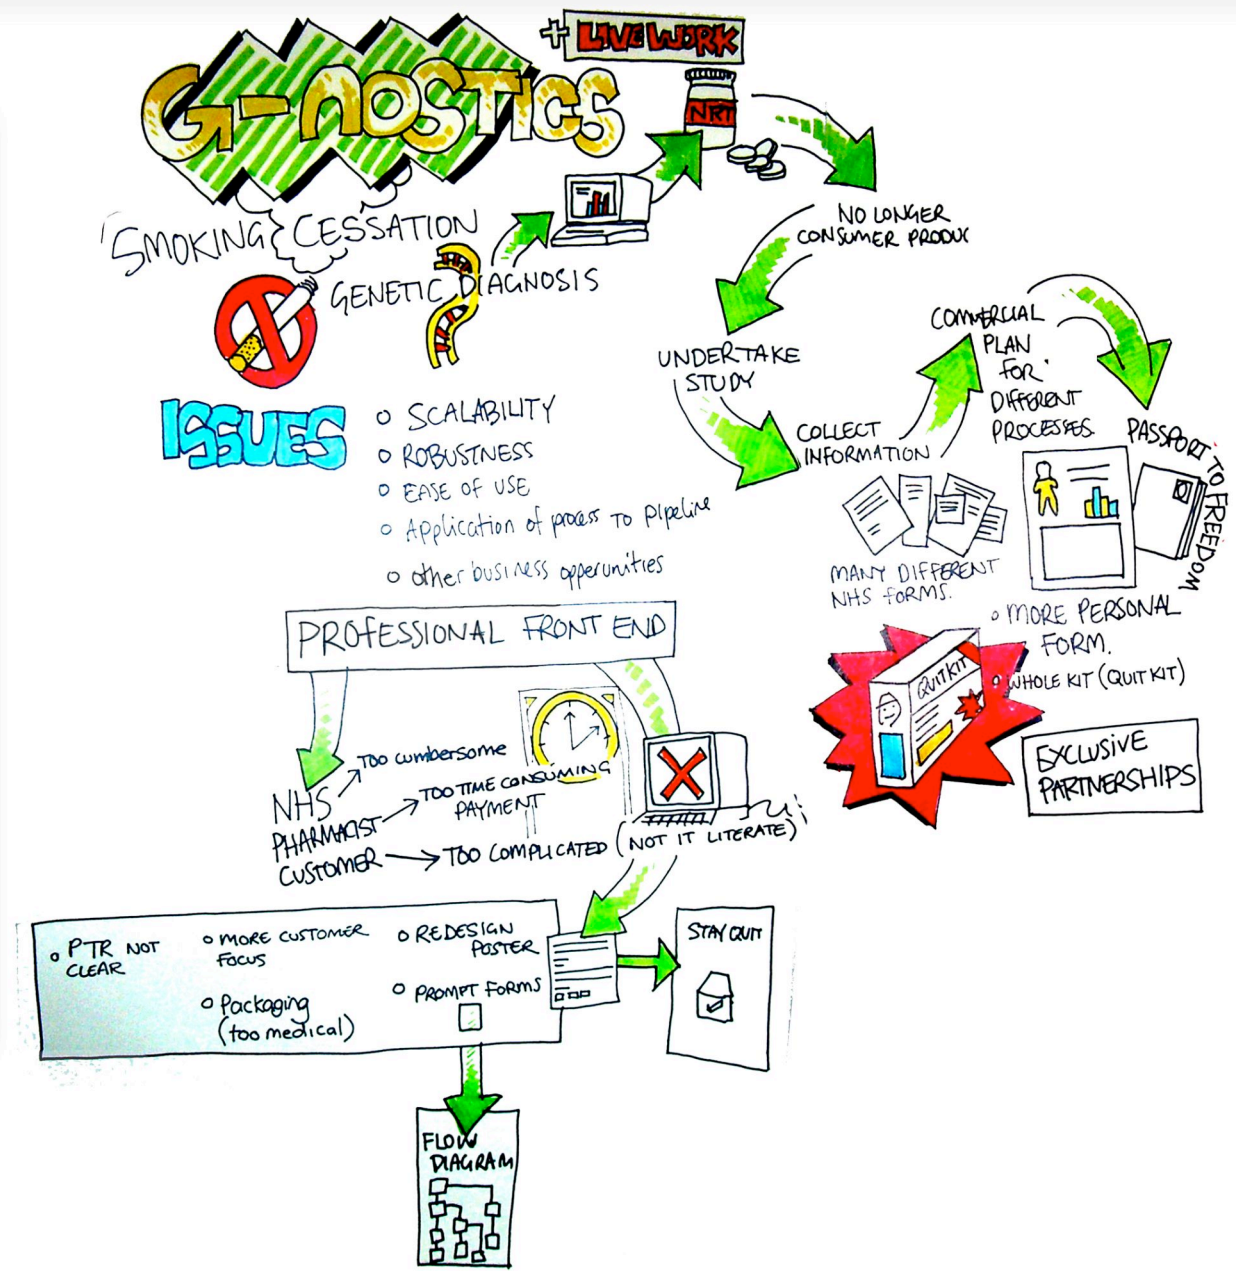 G-NOSTICS
+ LIVE WORK
NRT
'SMOKING CESSATION
GENETIC DIAGNOSIS
NO LONGER
CONSUMER PRODUC
UNDERTAKE
STUDY
COLLECT
INFORMATION
COMMERCIAL
PLAN
FOR
DIFFERENT
PROCESSES
PASSPORT TO FREEDOM
MANY DIFFERENT
NHS FORMS.
o MORE PERSONAL
FORM.
o WHOLE KIT (QUIT KIT)
QUIT KIT
EXCLUSIVE
PARTNERSHIPS
ISSUES
o SCALABILITY
o ROBUSTNESS
o EASE OF USE
o Application of process to pipeline
o other business opperunities
PROFESSIONAL FRONT END
NHS
PHARMACIST
CUSTOMER
TOO cumbersome
TOO TIME CONSUMING
PAYMENT
TOO COMPLICATED (NOT IT LITERATE)
o PTR NOT
CLEAR
o MORE CUSTOMER
FOCUS
o Packaging
(too medical)
o REDESIGN
POSTER
o PROMPT FORMS
STAY QUIT
FLOW
DIAGRAM